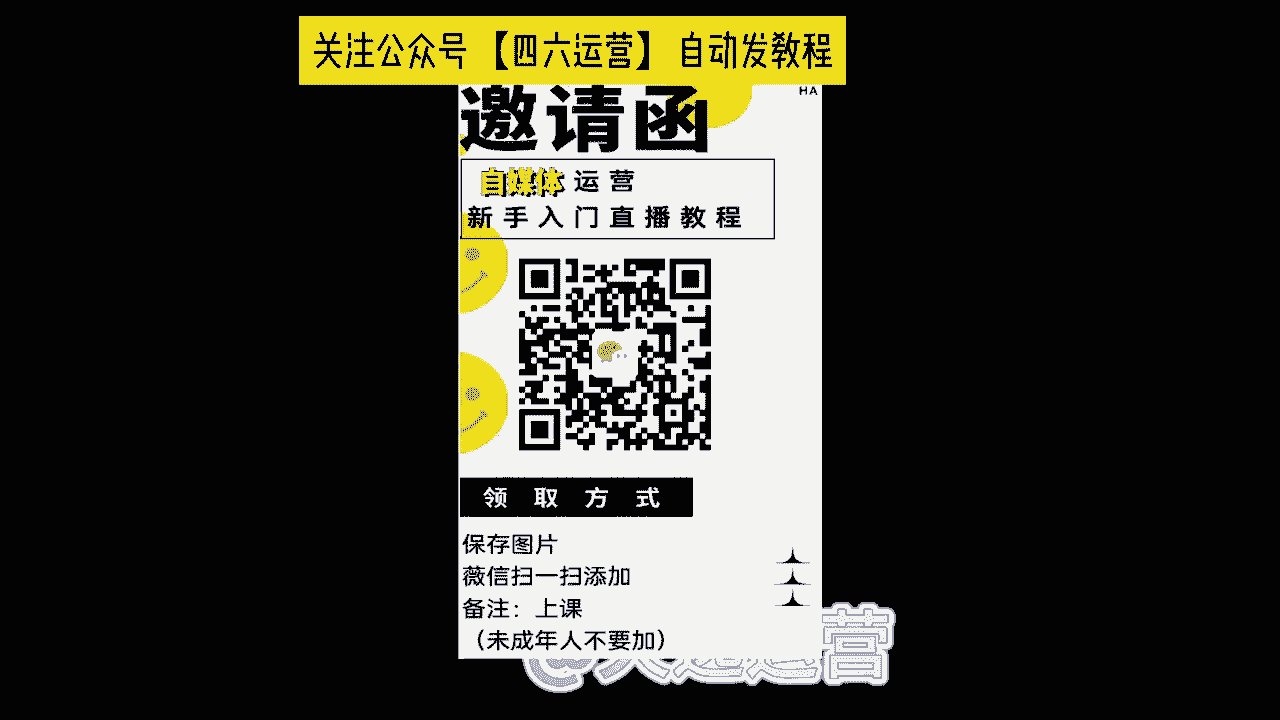 关注公众号【四六运营】自动发教程
HA
邀请函
自媒体运营
新手入门直播教程
领取方式
保存图片
薇信扫一扫添加
备注：上课
（未成年人不要加）